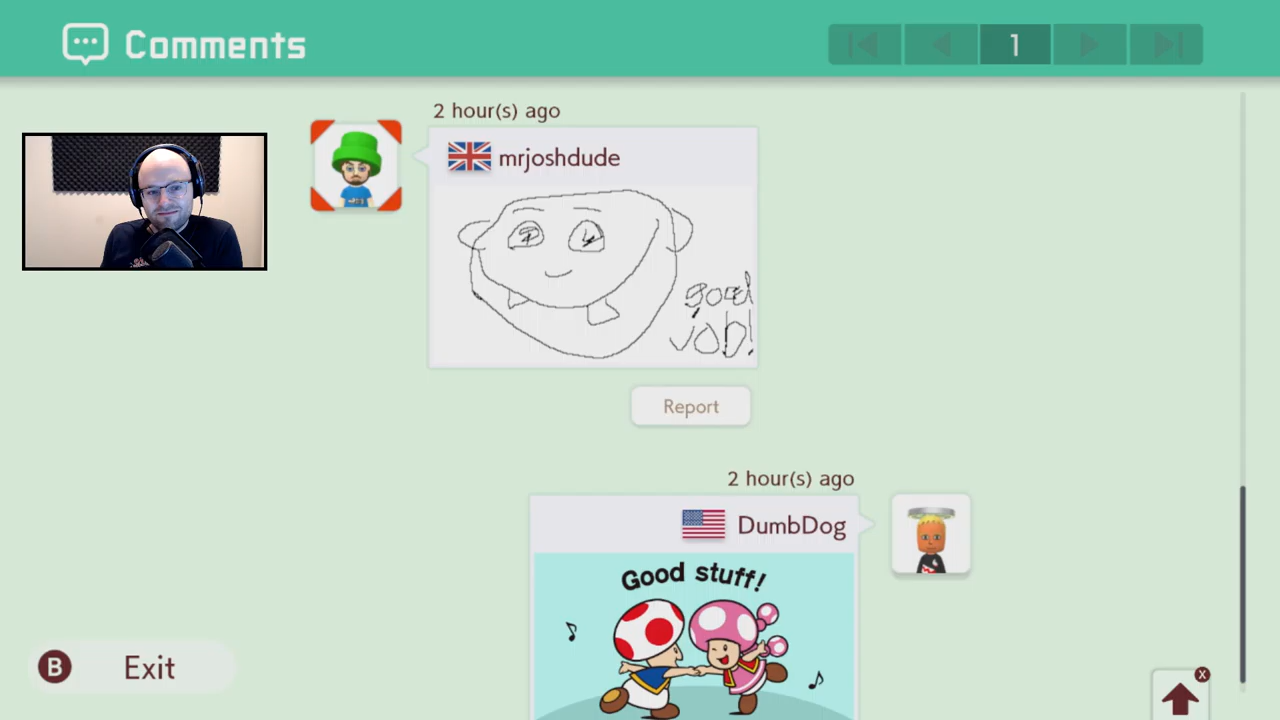 Comments
1
2 hour(s) ago
mrjoshdude
good
job!
Report
2 hour(s) ago
DumbDog
Good stuff!
B Exit
X